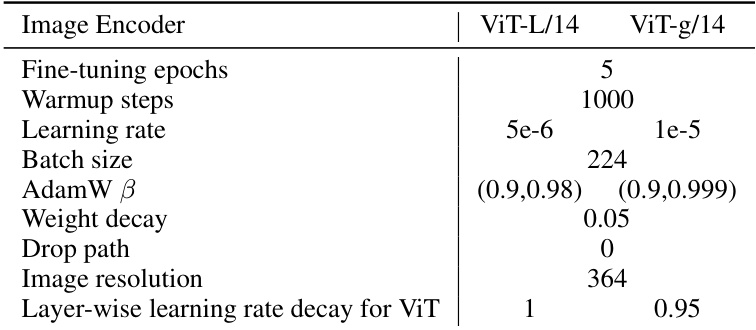 Image Encoder ViT-L/14 ViT-g/14
Fine-tuning epochs 5
Warmup steps 1000
Learning rate 5e-6 1e-5
Batch size 224
AdamW β (0.9,0.98) (0.9,0.999)
Weight decay 0.05
Drop path 0
Image resolution 364
Layer-wise learning rate decay for ViT 1 0.95